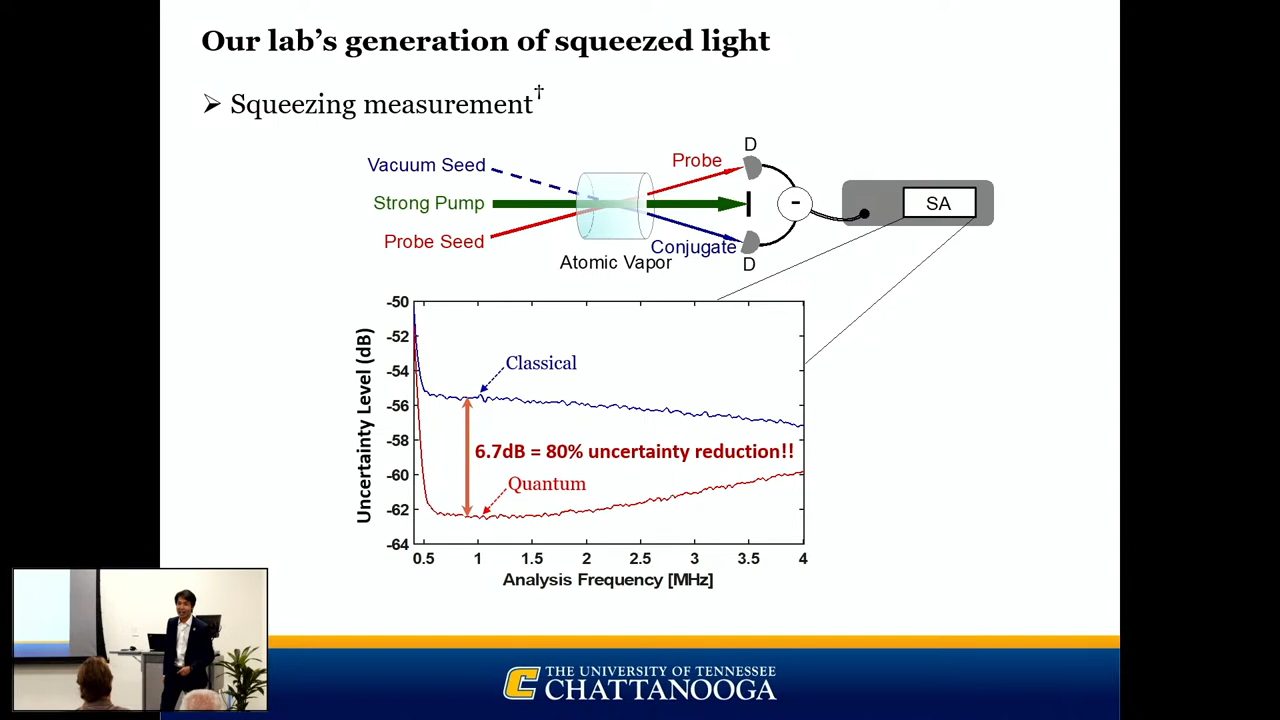 Our lab's generation of squeezed light
➢ Squeezing measurement†
D
Vacuum Seed
Probe
Strong Pump
-
SA
Probe Seed
Conjugate
Atomic Vapor
D
-50
-52
-54
-56
-58
-60
-62
-64
Uncertainty Level (dB)
Classical
6.7dB = 80% uncertainty reduction!!
Quantum
0.5 1 1.5 2 2.5 3 3.5 4
Analysis Frequency [MHz]
C THE UNIVERSITY OF TENNESSEE
CHATTANOOGA